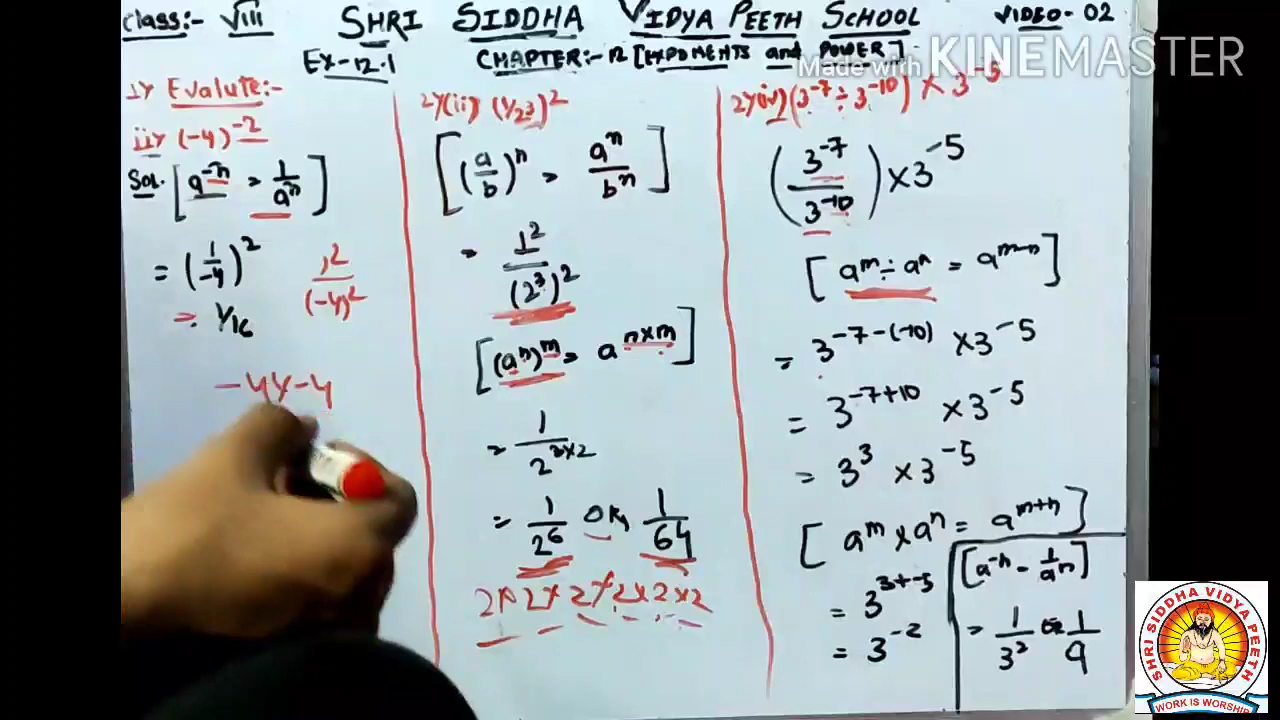 Class:- VIII SHRI SIDDHA VIDYA PEETH SCHOOL VIDEO-02
Ex-12.1 CHAPTER:-12 [EXPONENTS and POWER]
Made with KINEMASTER
1) Evalute:-
ii) (-4)^-2
Sol. [a^-n = 1/a^n]
= (1/-4)^2 1^2/(-4)^2
= 1/16
-4x-4
2)(ii) (1/2^3)^2
[(a/b)^n = a^n/b^n]
= 1^2/(2^3)^2
[(a^n)^m = a^n×m]
= 1/2^3×2
= 1/2^6 OR, 1/64
2×2×2×2×2×2
2)(iv) (3^-7 ÷ 3^-10) × 3^-5
(3^-7/3^-10) × 3^-5
[a^m ÷ a^n = a^m-n]
= 3^-7-(-10) × 3^-5
= 3^-7+10 × 3^-5
= 3^3 × 3^-5
[a^m × a^n = a^m+n]
= 3^3+-5
= 3^-2
[a^-n = 1/a^n]
= 1/3^2 or 1/9
SHRI SIDDHA VIDYA PEETH
WORK IS WORSHIP